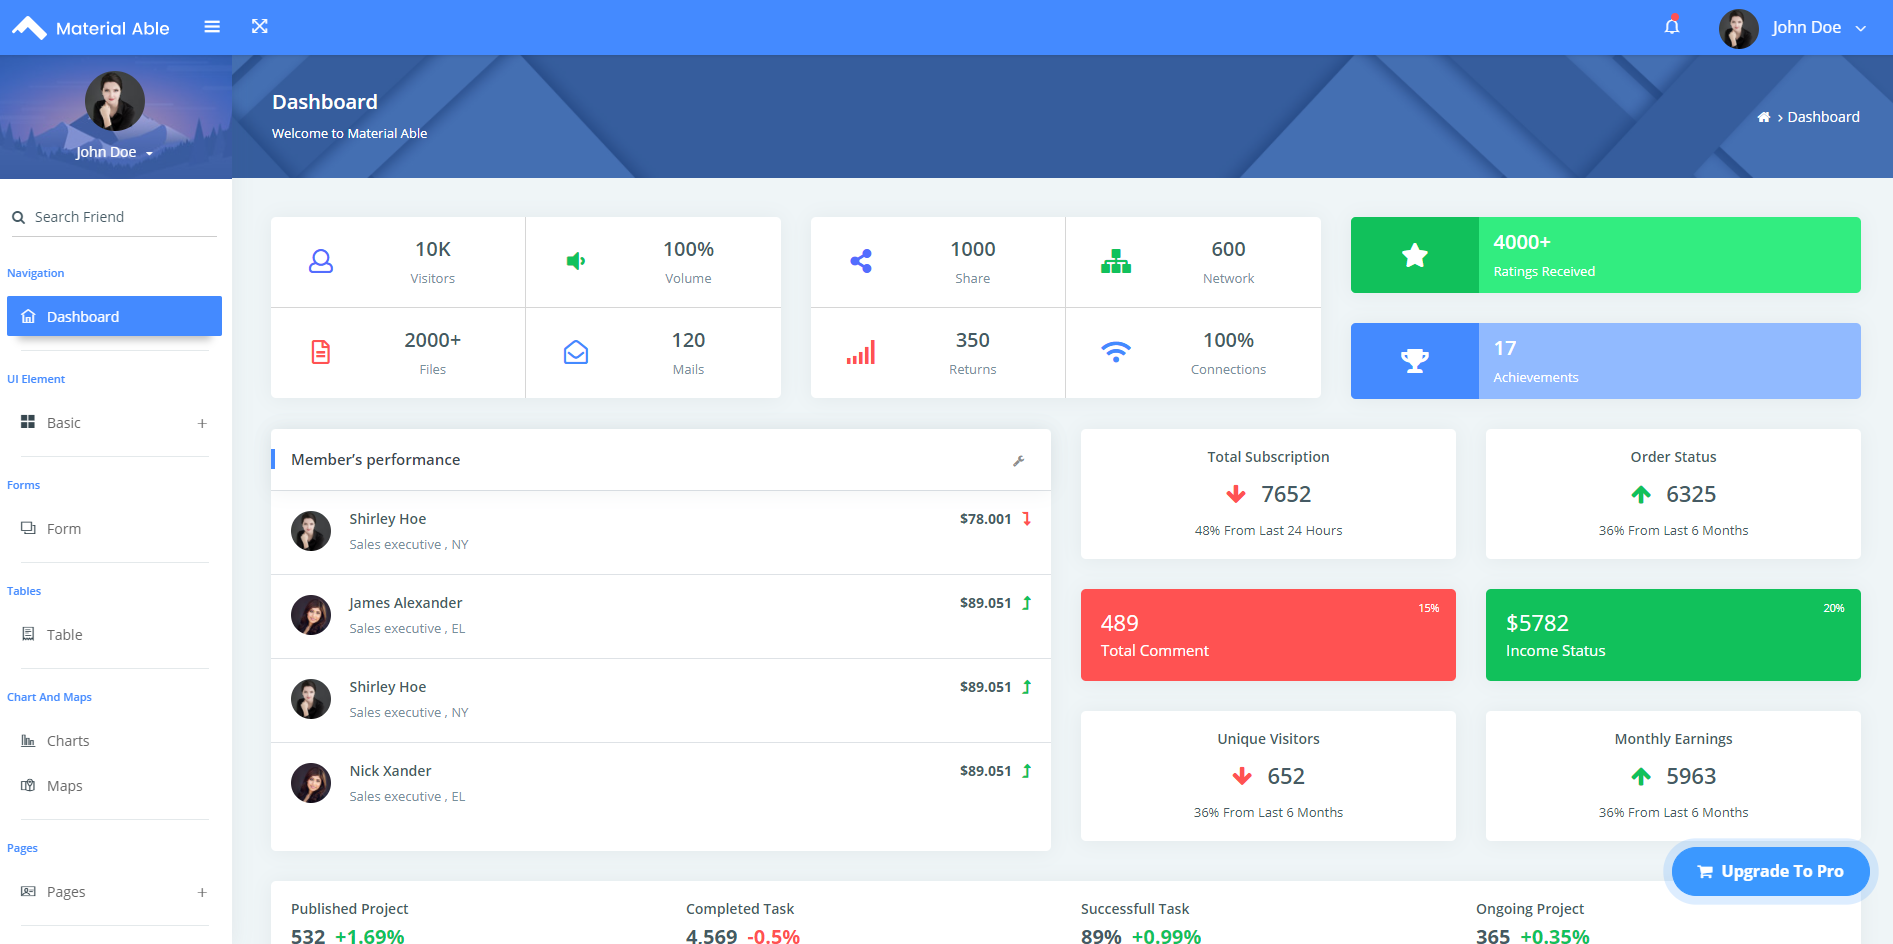 Material Able
John Doe
John Doe
Search Friend
Navigation
Dashboard
UI Element
Basic
+
Forms
Form
Tables
Table
Chart And Maps
Charts
Maps
Pages
Pages
+
Dashboard
Welcome to Material Able
› Dashboard
10K
Visitors
100%
Volume
2000+
Files
120
Mails
1000
Share
600
Network
350
Returns
100%
Connections
4000+
Ratings Received
17
Achievements
Member’s performance
Shirley Hoe
Sales executive , NY
$78.001
James Alexander
Sales executive , EL
$89.051
Shirley Hoe
Sales executive , NY
$89.051
Nick Xander
Sales executive , EL
$89.051
Total Subscription
7652
48% From Last 24 Hours
Order Status
6325
36% From Last 6 Months
15%
489
Total Comment
20%
$5782
Income Status
Unique Visitors
652
36% From Last 6 Months
Monthly Earnings
5963
36% From Last 6 Months
Upgrade To Pro
Published Project
532 +1.69%
Completed Task
4,569 -0.5%
Successfull Task
89% +0.99%
Ongoing Project
365 +0.35%